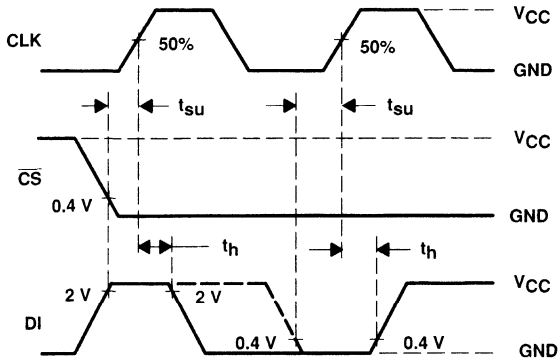 VCC
CLK
50%
50%
GND
tsu
tsu
VCC
CS
0.4 V
GND
th
th
VCC
2 V
2 V
DI
0.4 V
0.4 V
GND